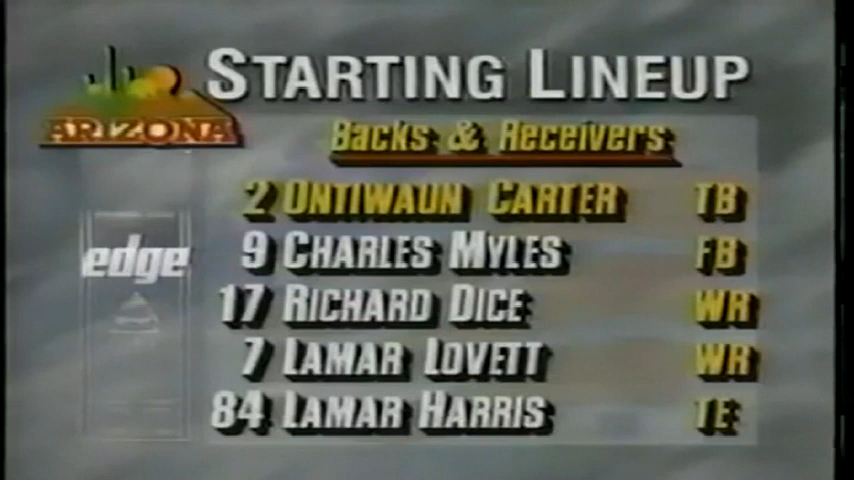 STARTING LINEUP
ARIZONA
Backs & Receivers
2 ONTIWAUN CARTER TB
edge
9 CHARLES MYLES FB
17 RICHARD DICE WR
7 LAMAR LOVETT WR
84 LAMAR HARRIS TE